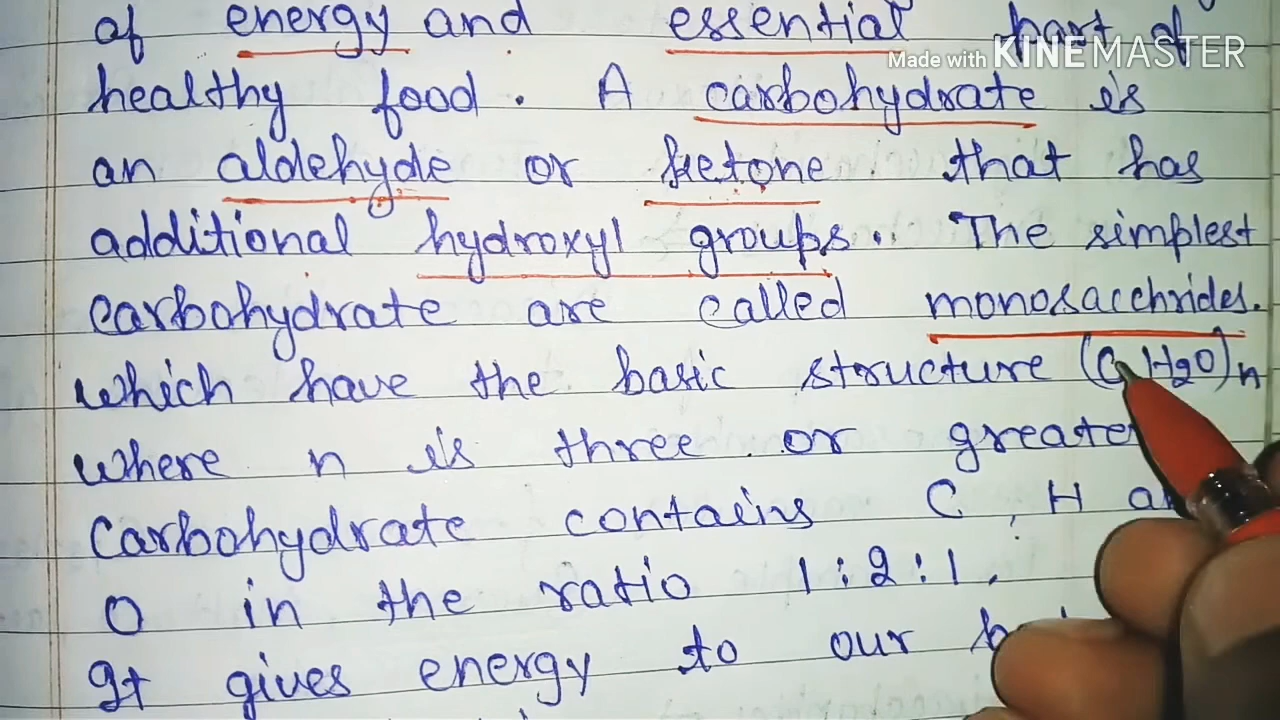 of energy and essential part of
Made with KINEMASTER
healthy food. A carbohydrate is
an aldehyde or ketone that has
additional hydroxyl groups. The simplest
carbohydrate are called monosacchrides.
which have the basic structure (C H2O)n
where n is three or greater
Carbohydrate contains C, H
O in the ratio 1:2:1,
It gives energy to our